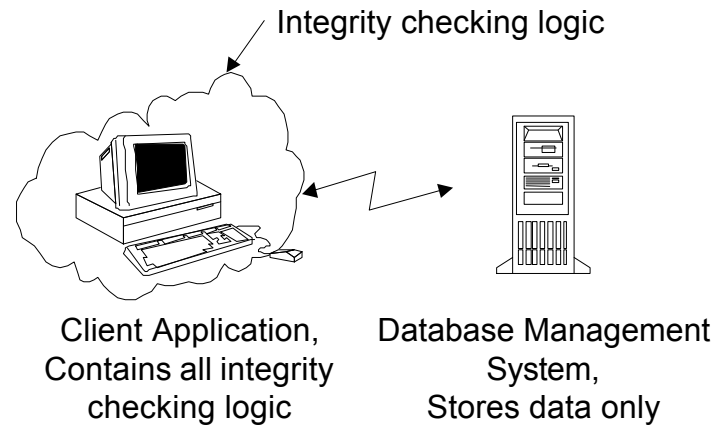 Integrity checking logic
Client Application,
Contains all integrity
checking logic
Database Management
System,
Stores data only